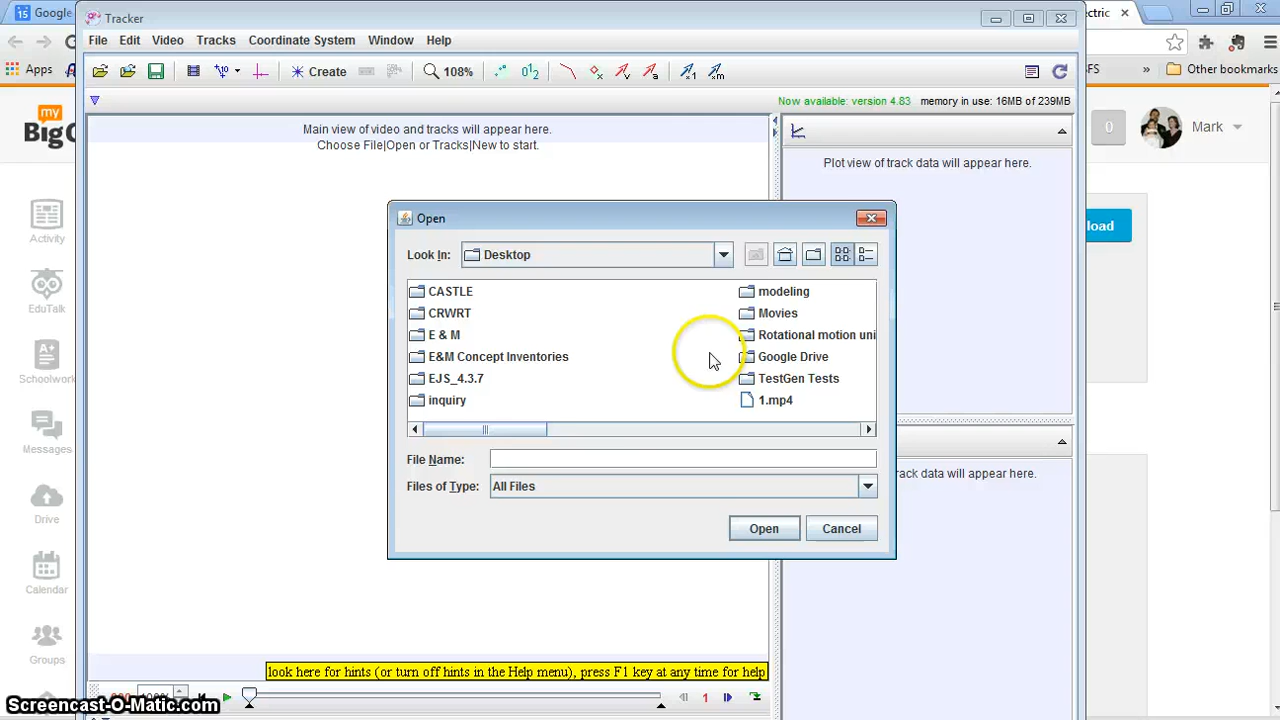 Google
Tracker
ctric
File Edit Video Tracks Coordinate System Window Help
Apps
Create 108%
FS » Other bookmarks
Now available: version 4.83 memory in use: 16MB of 239MB
my
Big
Main view of video and tracks will appear here.
Choose File|Open or Tracks|New to start.
0 Mark
Plot view of track data will appear here.
Open
Look In: Desktop
load
Activity
CASTLE modeling
CRWRT Movies
E & M Rotational motion uni
E&M Concept Inventories Google Drive
EJS_4.3.7 TestGen Tests
inquiry 1.mp4
EduTalk
Schoolwork
Messages
File Name:
Files of Type: All Files
rack data will appear here.
Open Cancel
Drive
Calendar
Groups
look here for hints (or turn off hints in the Help menu), press F1 key at any time for help
100% 1
Screencast-O-Matic.com